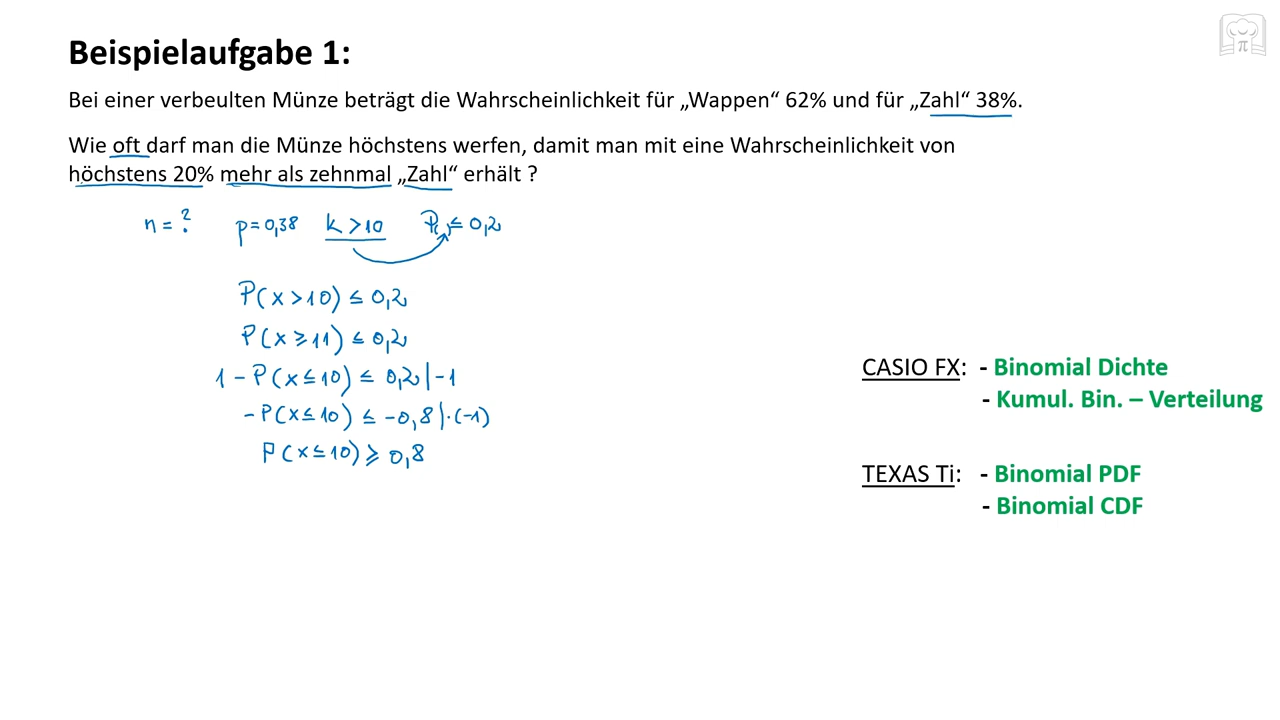 Beispielaufgabe 1:
Bei einer verbeulten Münze beträgt die Wahrscheinlichkeit für „Wappen“ 62% und für „Zahl“ 38%.
Wie oft darf man die Münze höchstens werfen, damit man mit eine Wahrscheinlichkeit von
höchstens 20% mehr als zehnmal „Zahl“ erhält ?
n = ? p = 0,38 k > 10 P( ) ≤ 0,2
P(x > 10) ≤ 0,2
P(x ≥ 11) ≤ 0,2
1 - P(x ≤ 10) ≤ 0,2 | -1
- P(x ≤ 10) ≤ -0,8 | ·(-1)
P(x ≤ 10) ≥ 0,8
CASIO FX: - Binomial Dichte
- Kumul. Bin. – Verteilung
TEXAS Ti: - Binomial PDF
- Binomial CDF
π